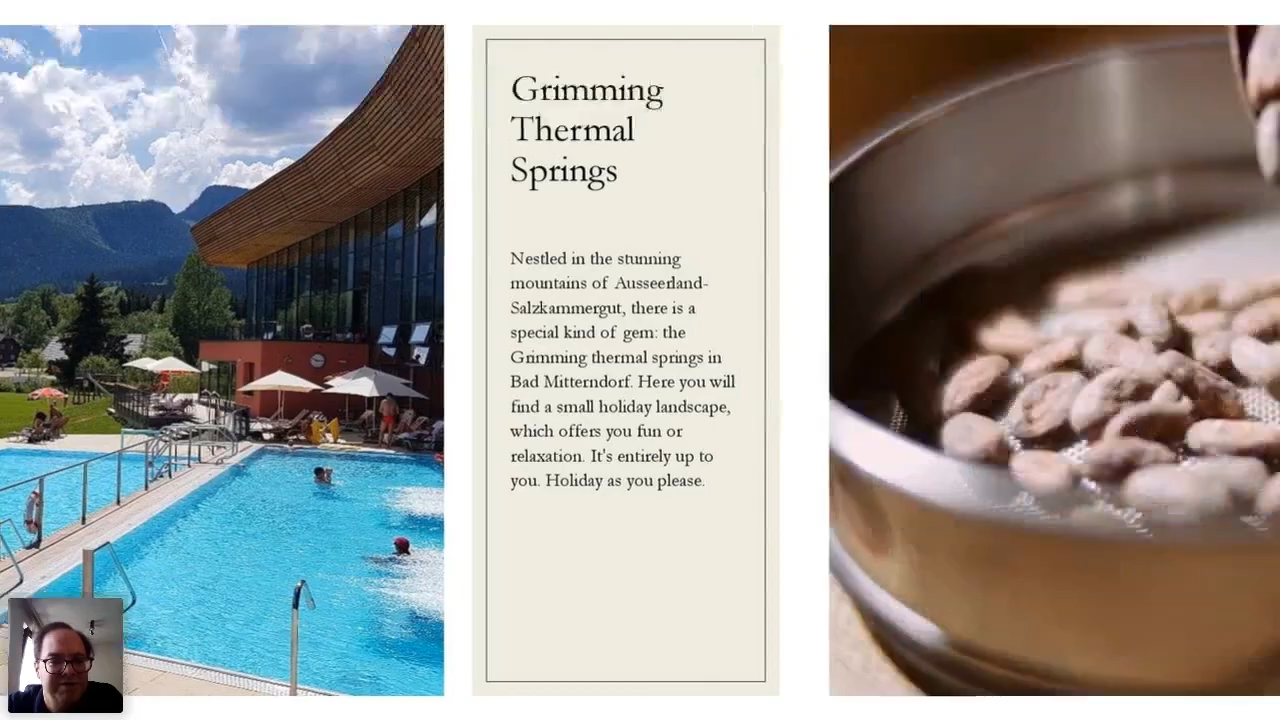 Grimming
Thermal
Springs
Nestled in the stunning
mountains of Ausseerland-
Salzkammergut, there is a
special kind of gem: the
Grimming thermal springs in
Bad Mitterndorf. Here you will
find a small holiday landscape,
which offers you fun or
relaxation. It's entirely up to
you. Holiday as you please.